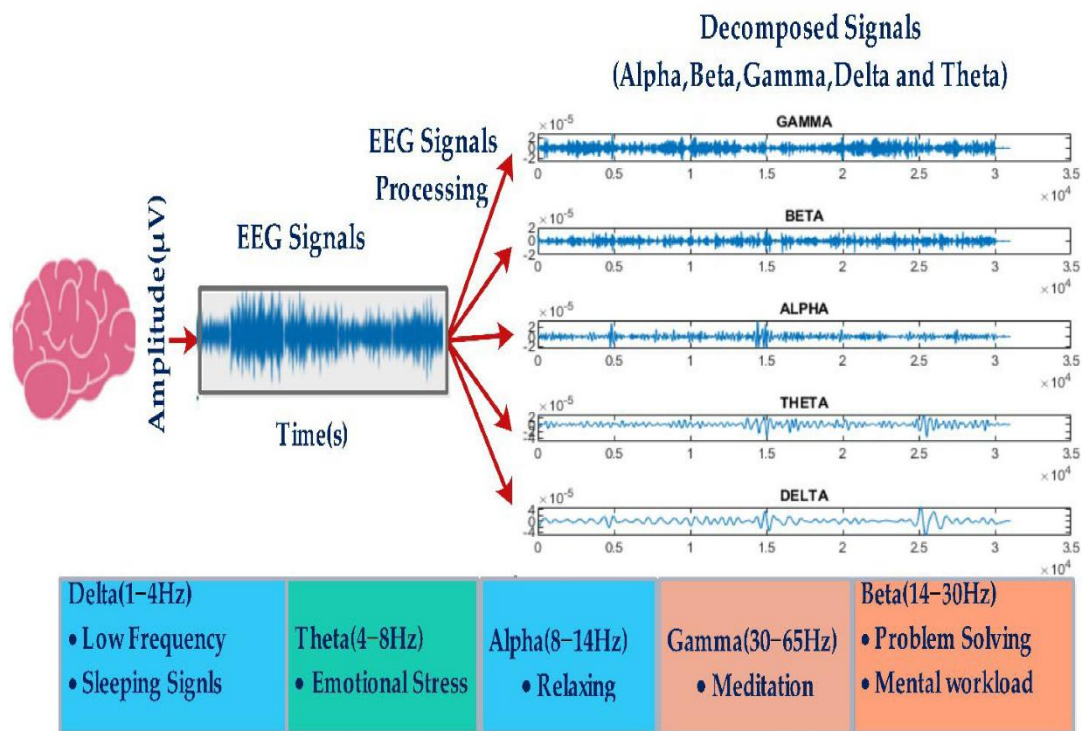 Decomposed Signals
(Alpha,Beta,Gamma,Delta and Theta)
EEG Signals
Processing
EEG Signals
Amplitude(μV)
Time(s)
GAMMA
×10⁻⁵
2
0
-2
0 0.5 1 1.5 2 2.5 3 3.5
×10⁴
BETA
×10⁻⁵
2
0
-2
0 0.5 1 1.5 2 2.5 3 3.5
×10⁴
ALPHA
×10⁻⁵
2
0
-2
0 0.5 1 1.5 2 2.5 3 3.5
×10⁴
THETA
×10⁻⁵
2
0
-2
-4
0 0.5 1 1.5 2 2.5 3 3.5
×10⁴
DELTA
×10⁻⁵
4
2
0
-4
0 0.5 1 1.5 2 2.5 3 3.5
×10⁴
Delta(1–4Hz)
• Low Frequency
• Sleeping Signls
Theta(4–8Hz)
• Emotional Stress
Alpha(8–14Hz)
• Relaxing
Gamma(30–65Hz)
• Meditation
Beta(14–30Hz)
• Problem Solving
• Mental workload